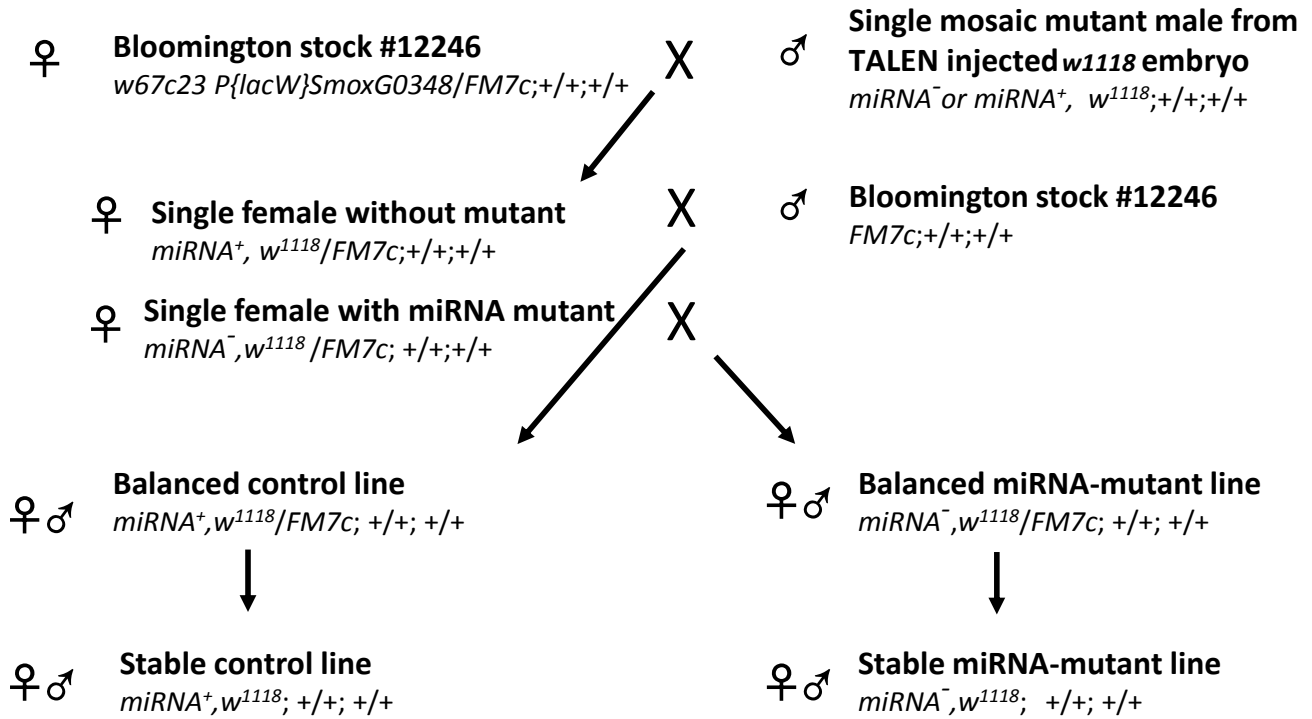 ♀ Bloomington stock #12246
w67c23 P{lacW}SmoxG0348/FM7c;+/+;+/+
X
♂ Single mosaic mutant male from
TALEN injected w1118 embryo
miRNA⁻ or miRNA⁺, w¹¹¹⁸;+/+;+/+
♀ Single female without mutant
miRNA⁺, w¹¹¹⁸/FM7c;+/+;+/+
X
♂ Bloomington stock #12246
FM7c;+/+;+/+
♀ Single female with miRNA mutant
miRNA⁻,w¹¹¹⁸ /FM7c; +/+;+/+
X
♀♂ Balanced control line
miRNA⁺,w¹¹¹⁸/FM7c; +/+; +/+
♀♂ Balanced miRNA-mutant line
miRNA⁻,w¹¹¹⁸/FM7c; +/+; +/+
♀♂ Stable control line
miRNA⁺,w¹¹¹⁸; +/+; +/+
♀♂ Stable miRNA-mutant line
miRNA⁻,w¹¹¹⁸; +/+; +/+